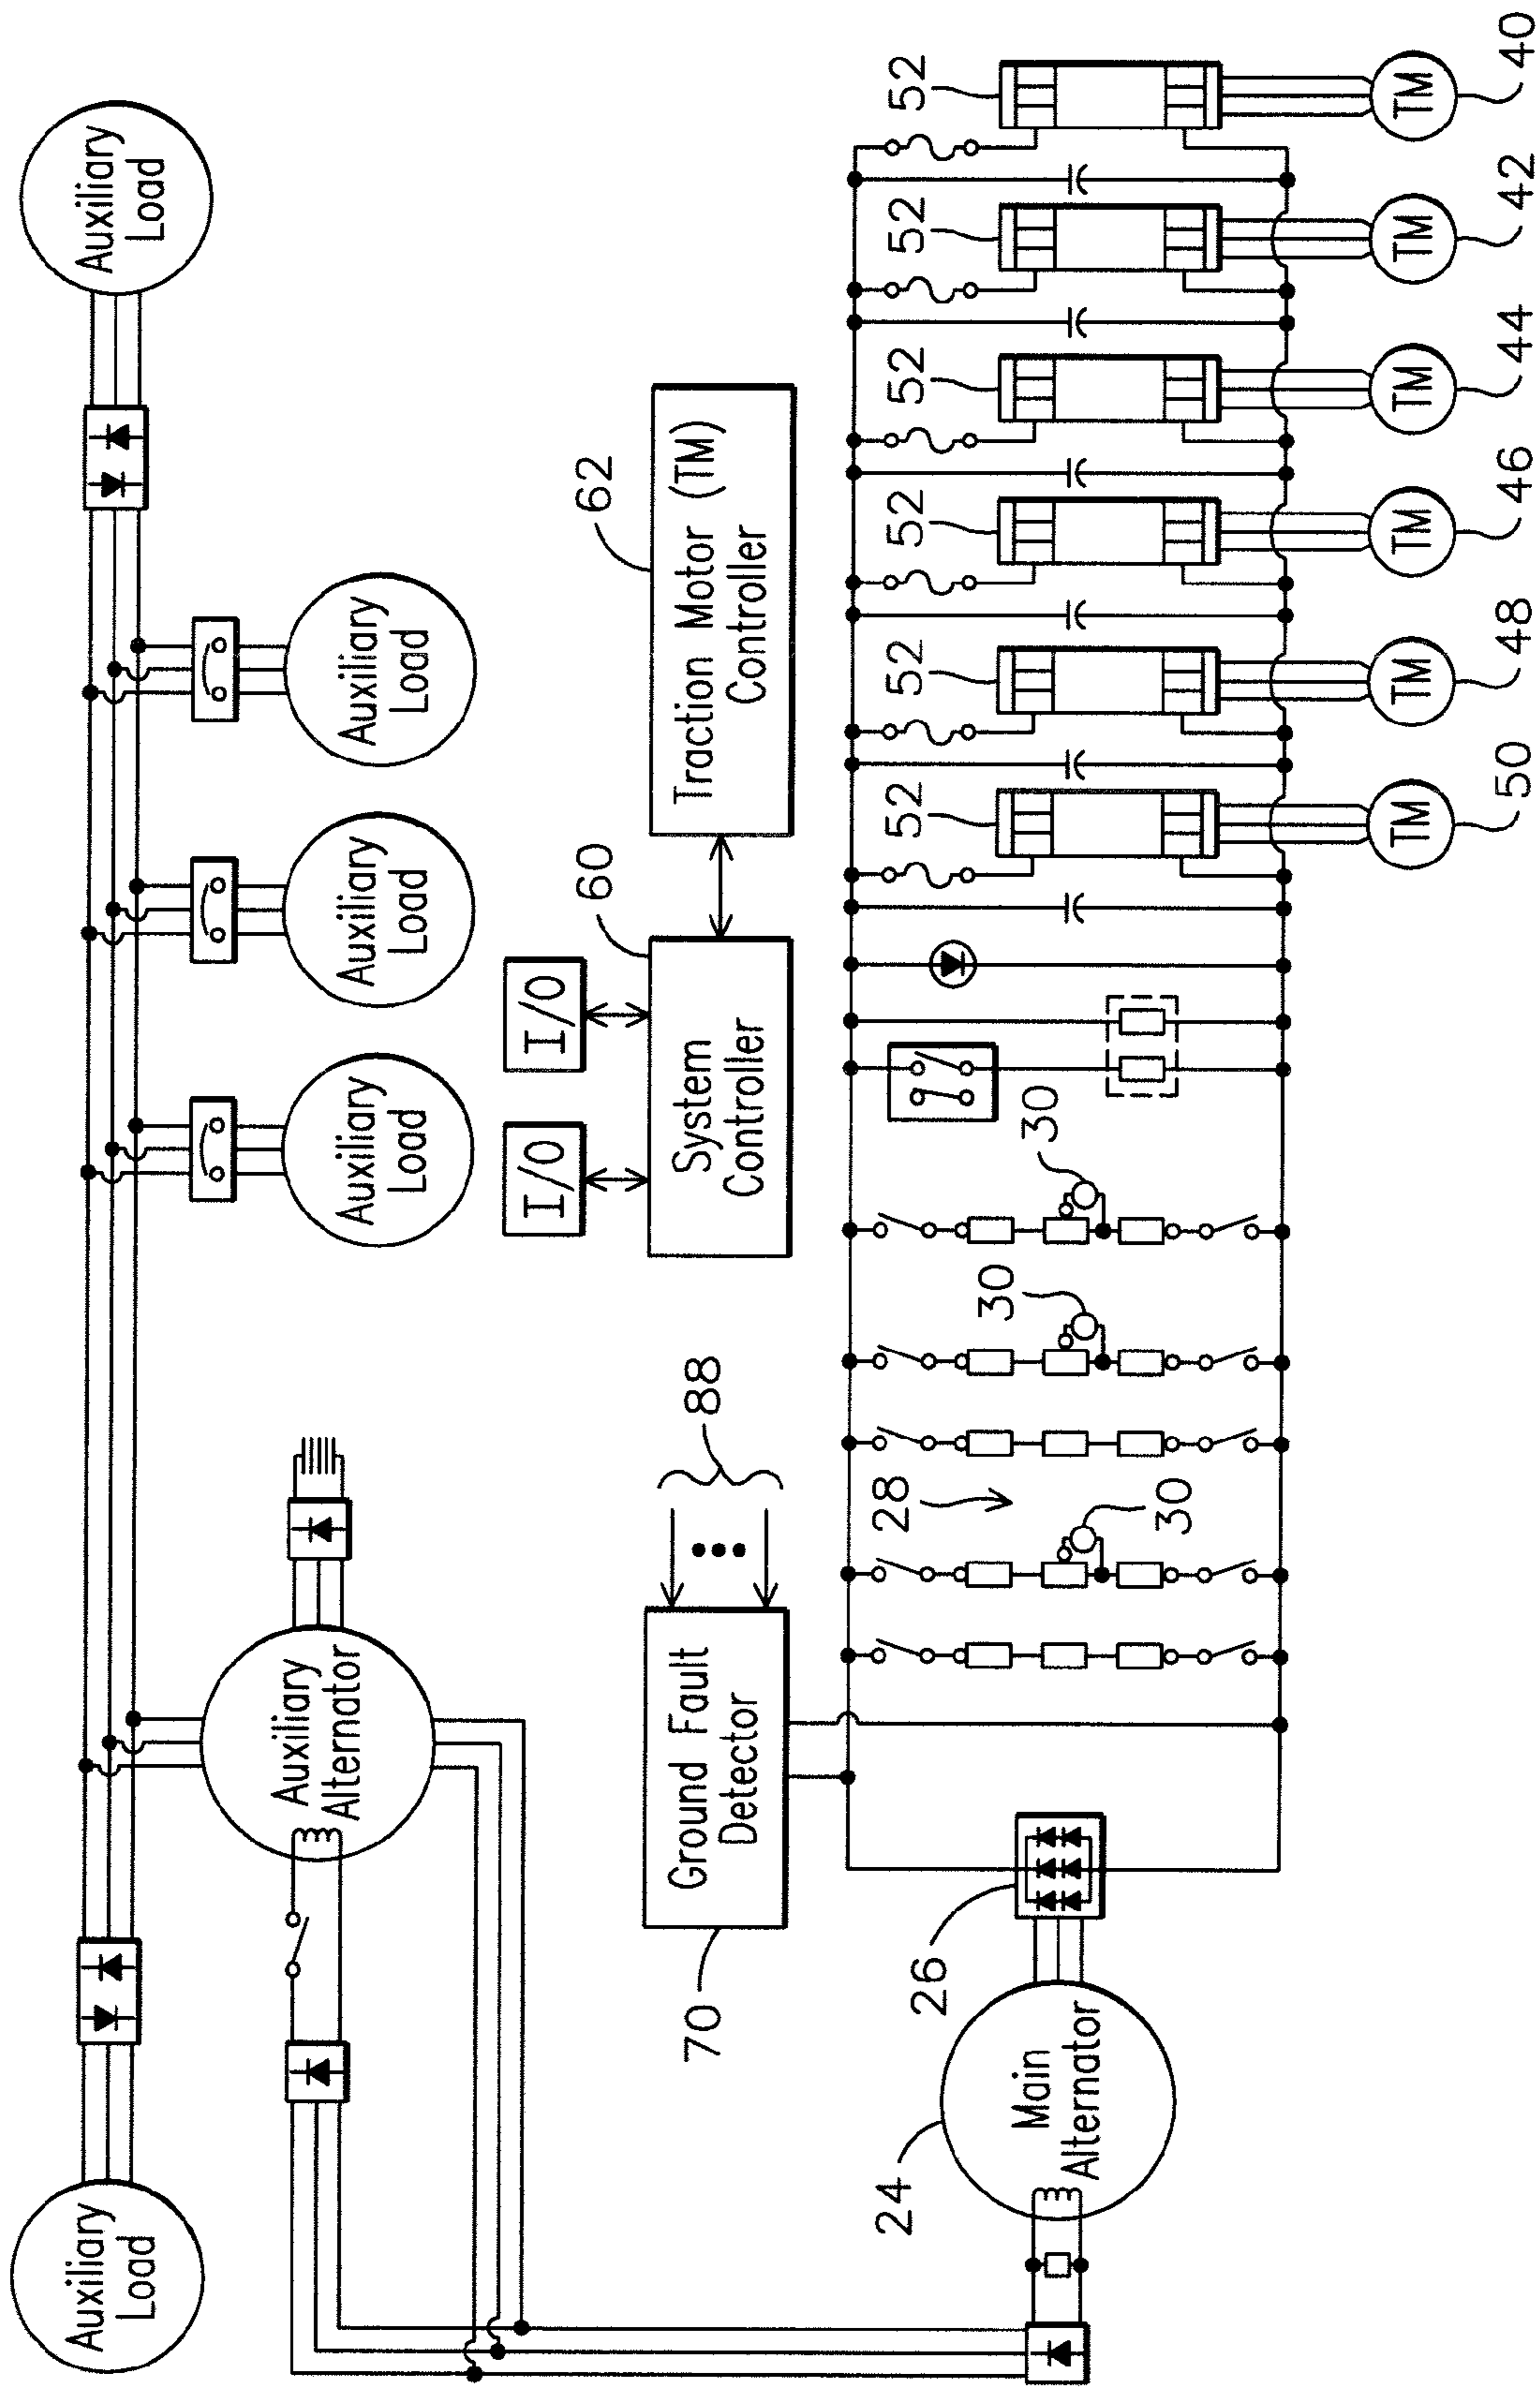 Auxiliary
Load
Auxiliary
Load
Auxiliary
Load
Auxiliary
Load
Auxiliary
Load
Auxiliary
Alternator
I/O
I/O
60
System
Controller
62
Traction Motor (TM)
Controller
88
70
Ground Fault
Detector
24
Main
Alternator
26
28
30
30
30
52
52
52
52
52
52
TM
TM
TM
TM
TM
TM
50
48
46
44
42
40